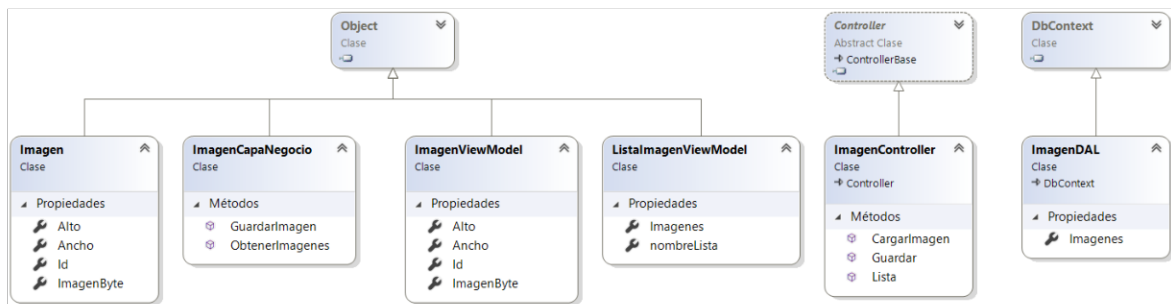 Object
Clase
Controller
Abstract Clase
ControllerBase
DbContext
Clase
Imagen
Clase
Propiedades
Alto
Ancho
Id
ImagenByte
ImagenCapaNegocio
Clase
Métodos
GuardarImagen
ObtenerImagenes
ImagenViewModel
Clase
Propiedades
Alto
Ancho
Id
ImagenByte
ListaImagenViewModel
Clase
Propiedades
Imagenes
nombreLista
ImagenController
Clase
Controller
Métodos
CargarImagen
Guardar
Lista
ImagenDAL
Clase
DbContext
Propiedades
Imagenes